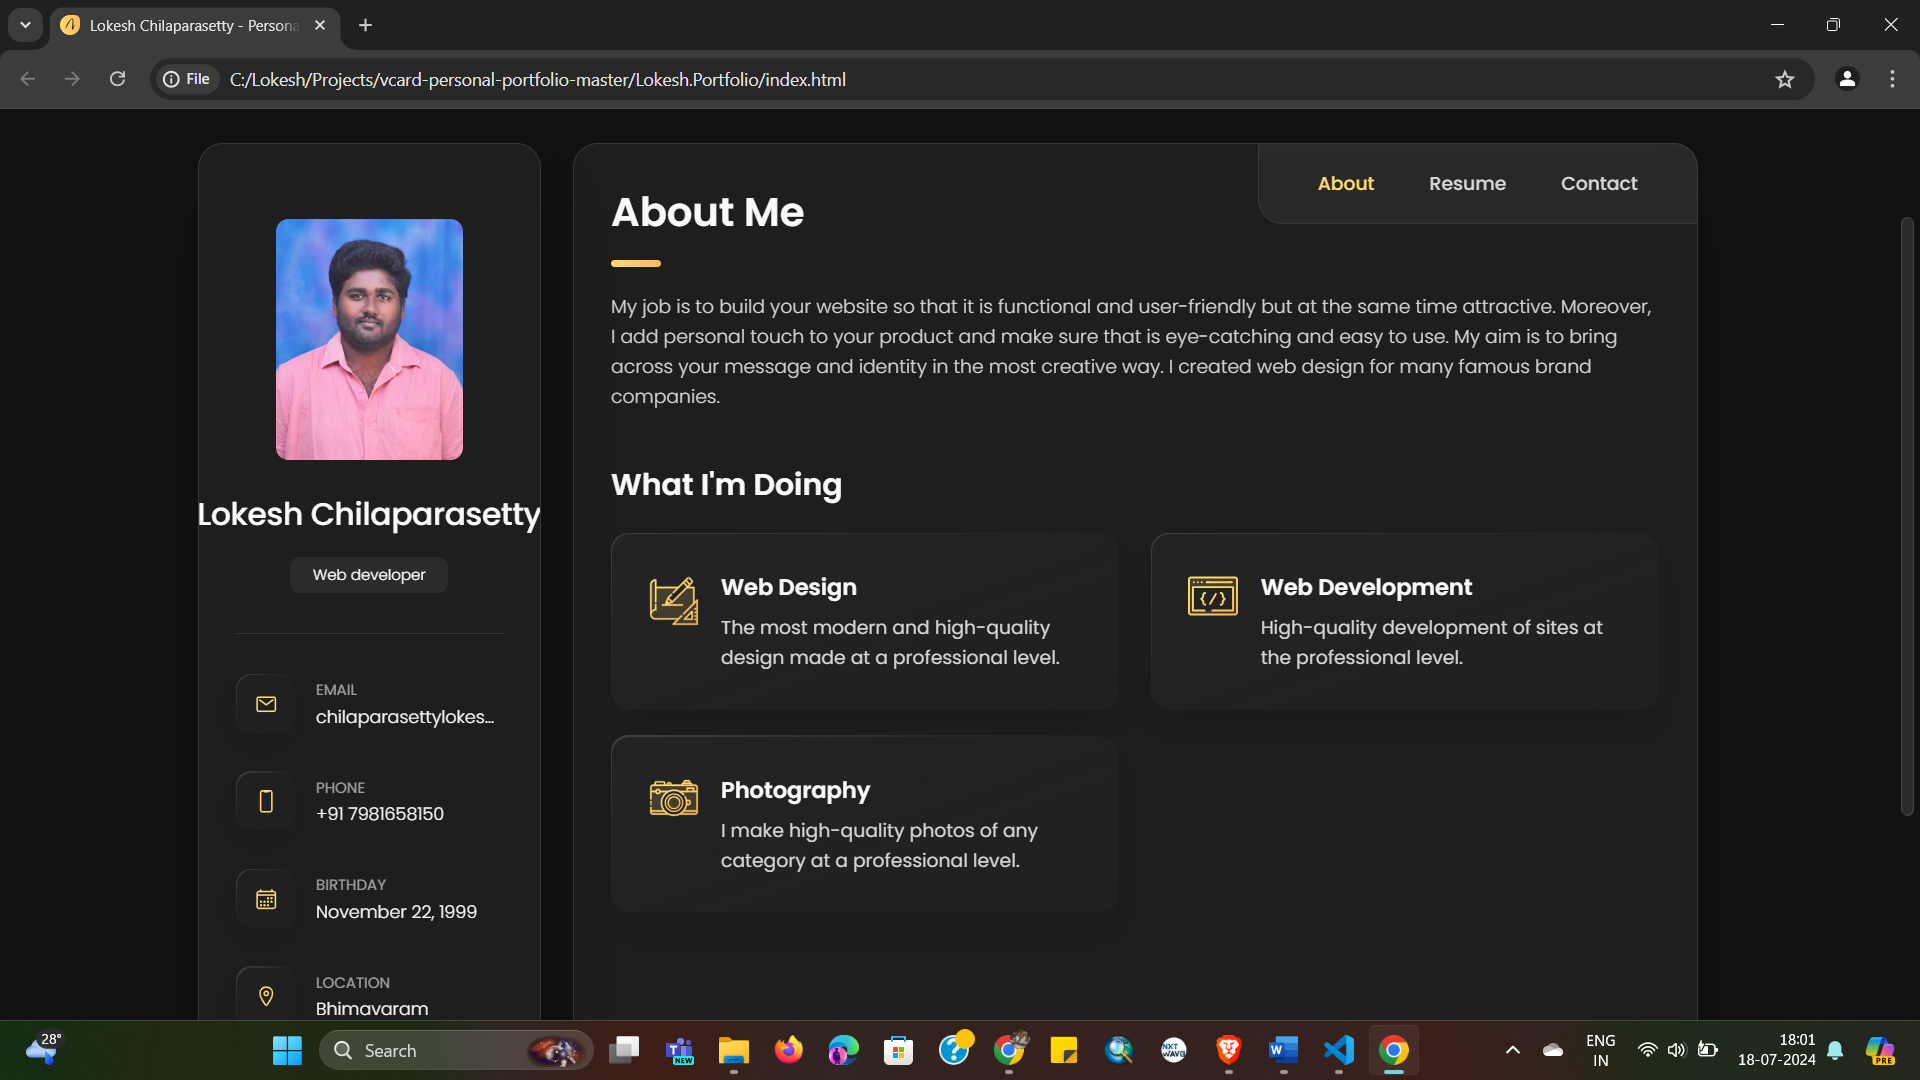 Lokesh Chilaparasetty - Persona
File
C:/Lokesh/Projects/vcard-personal-portfolio-master/Lokesh.Portfolio/index.html
About
Resume
Contact
Lokesh Chilaparasetty
Web developer
EMAIL
chilaparasettylokes...
PHONE
+91 7981658150
BIRTHDAY
November 22, 1999
LOCATION
Bhimavaram
About Me
My job is to build your website so that it is functional and user-friendly but at the same time attractive. Moreover,
I add personal touch to your product and make sure that is eye-catching and easy to use. My aim is to bring
across your message and identity in the most creative way. I created web design for many famous brand
companies.
What I'm Doing
Web Design
The most modern and high-quality
design made at a professional level.
Web Development
High-quality development of sites at
the professional level.
Photography
I make high-quality photos of any
category at a professional level.
28°
Search
NEW
NXT
WAVE
ENG
IN
18:01
18-07-2024
PRE